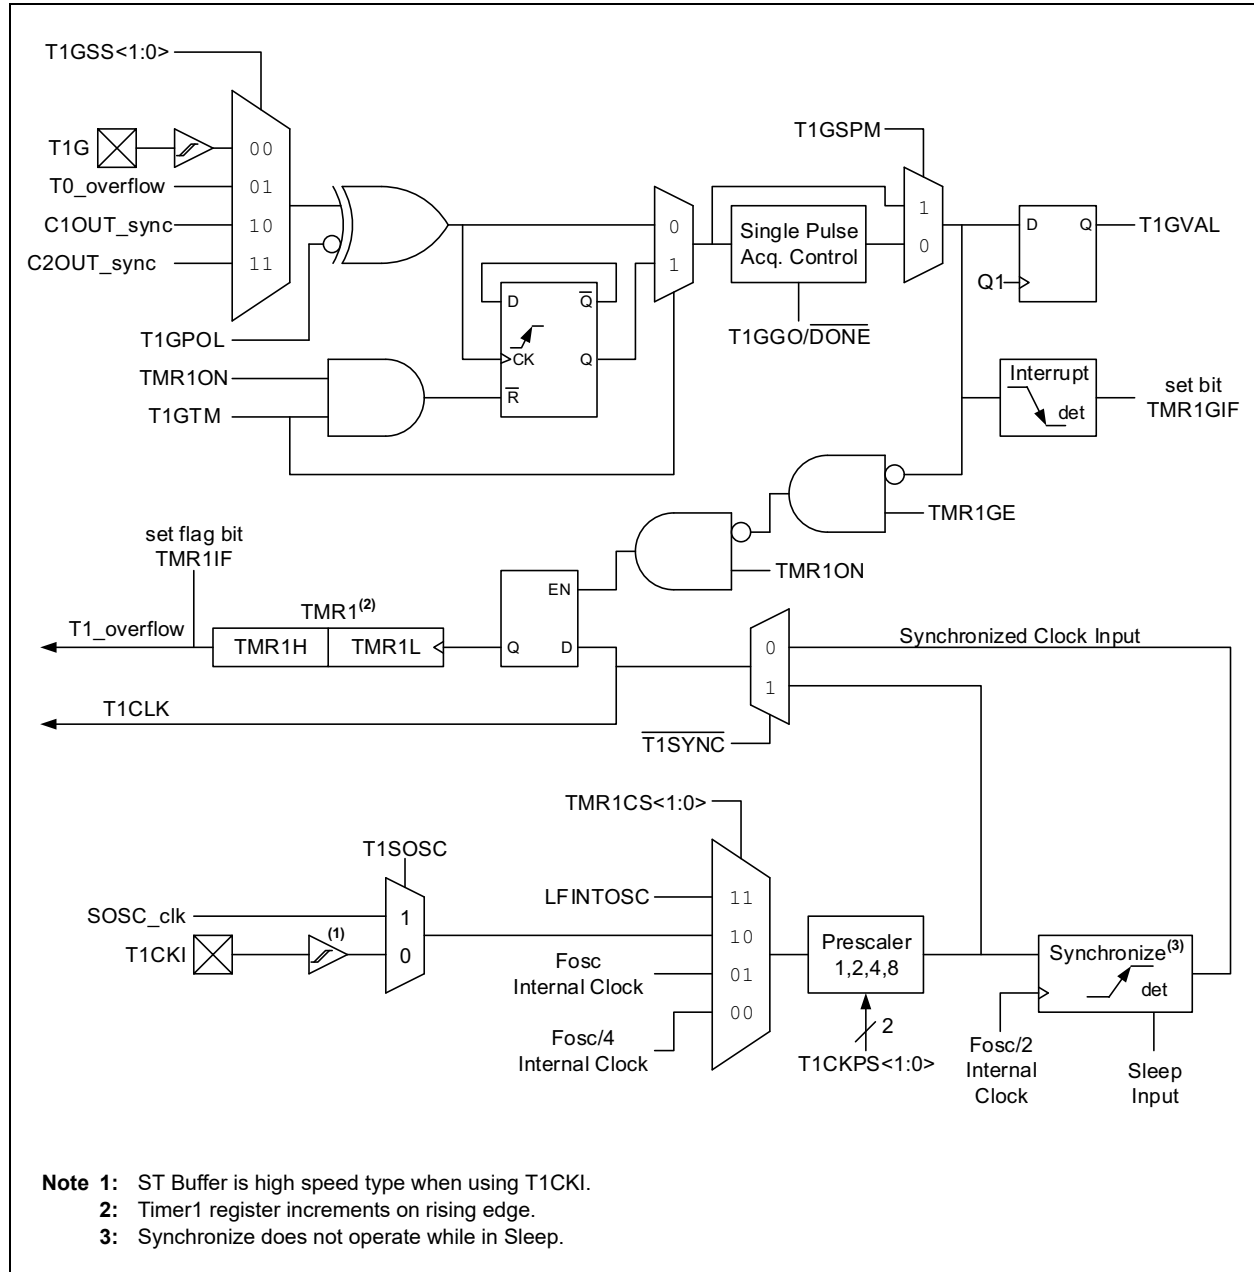 T1GSS<1:0>
T1G
00
T0_overflow
01
C1OUT_sync
10
C2OUT_sync
11
T1GPOL
TMR1ON
T1GTM
D
Q
CK
Q
R
0
1
T1GSPM
Single Pulse
Acq. Control
T1GGO/DONE
1
0
D
Q
Q1
T1GVAL
Interrupt
det
set bit
TMR1GIF
TMR1GE
TMR1ON
set flag bit
TMR1IF
T1_overflow
TMR1(2)
TMR1H
TMR1L
EN
Q
D
T1CLK
0
1
Synchronized Clock Input
T1SYNC
TMR1CS<1:0>
T1SOSC
SOSC_clk
1
T1CKI
(1)
0
LFINTOSC
11
10
Fosc
Internal Clock
01
00
Fosc/4
Internal Clock
Prescaler
1,2,4,8
2
T1CKPS<1:0>
Synchronize(3)
det
Fosc/2
Internal
Clock
Sleep
Input
Note 1: ST Buffer is high speed type when using T1CKI.
2: Timer1 register increments on rising edge.
3: Synchronize does not operate while in Sleep.